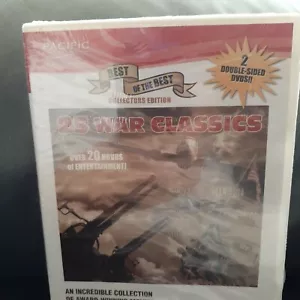 PACIFIC
2
DOUBLE-SIDED
DVDS!!
BEST
OF THE BEST
COLLECTORS EDITION
25 WAR CLASSICS
OVER 20 HOURS
OF ENTERTAINMENT!
AN INCREDIBLE COLLECTION